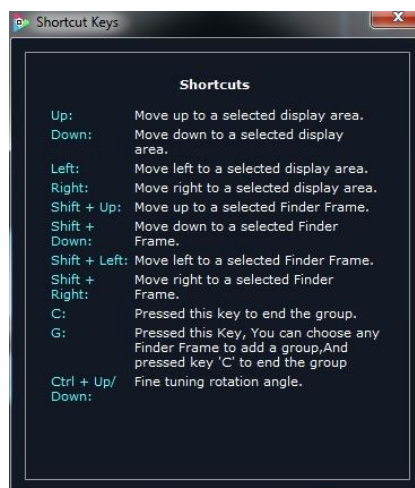 Shortcut Keys
X
Shortcuts
Up: Move up to a selected display area.
Down: Move down to a selected display
area.
Left: Move left to a selected display area.
Right: Move right to a selected display area.
Shift + Up: Move up to a selected Finder Frame.
Shift + Move down to a selected Finder
Down: Frame.
Shift + Left: Move left to a selected Finder Frame.
Shift + Move right to a selected Finder
Right: Frame.
C: Pressed this key to end the group.
G: Pressed this Key, You can choose any
Finder Frame to add a group,And
pressed key 'C' to end the group
Ctrl + Up/ Fine tuning rotation angle.
Down: